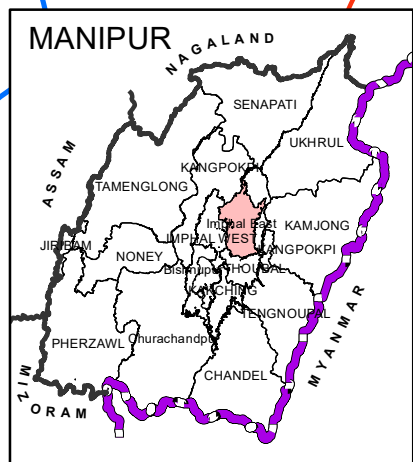 MANIPUR
NAGALAND
SENAPATI
UKHRUL
ASSAM
KANGPOKPI
TAMENGLONG
Imphal East
KAMJONG
JIRIBAM
IMPHAL WEST
KANGPOKPI
NONEY
Bishnupur
THOUBAL
KAKCHING
TENGNOUPAL
PHERZAWL
Churachandpur
MYANMAR
CHANDEL
MIZORAM